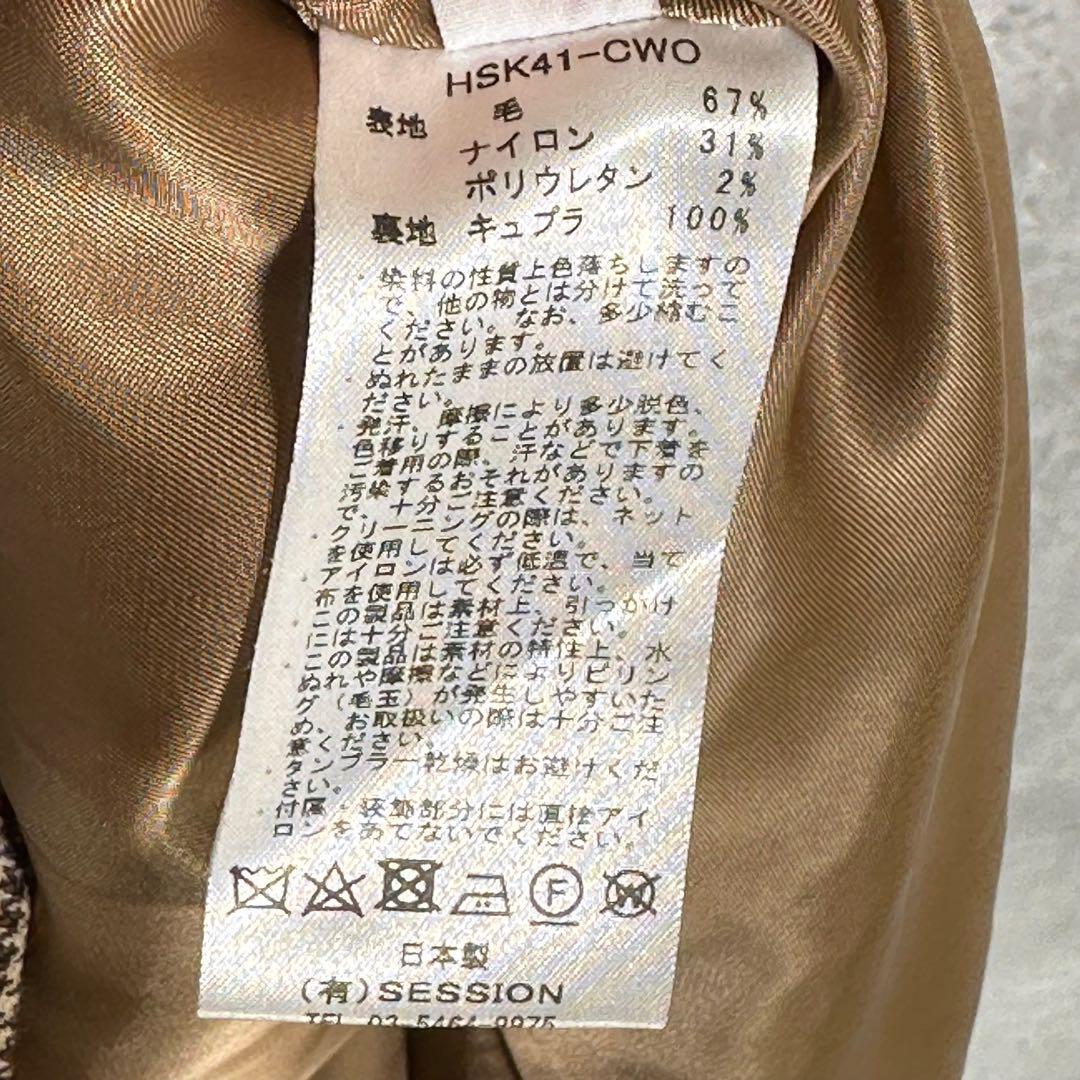 HSK41-CWO
表地 毛 67%
ナイロン 31%
ポリウレタン 2%
裏地 キュプラ 100%
染料の性質上色落ちしますの
で、他の物とは分けて洗って
ください。なお、多少縮むこ
とがあります。
ぬれたままの放置は避けてく
ださい。
発汗、摩擦により多少脱色、
色移りすることがあります。
ご着用の際、汗などで下着を
汚染するおそれがありますの
で、十分ご注意ください。
クリーニングの際は、ネット
を使用してください。
アイロンは必ず低温で、当て
布を使用してください。
この製品は素材上、引っかけ
には十分ご注意ください。
この製品は素材の特性上、水
ぬれや摩擦などによりピリン
グ(毛玉)が発生しやすいた
め、お取扱いの際は十分ご注
意ください。
タンブラー乾燥はお避けくだ
さい。
付属・装飾部分には直接アイ
ロンをあてないでください。
F
W
日本製
(有)SESSION
TEL 03-5464-9975